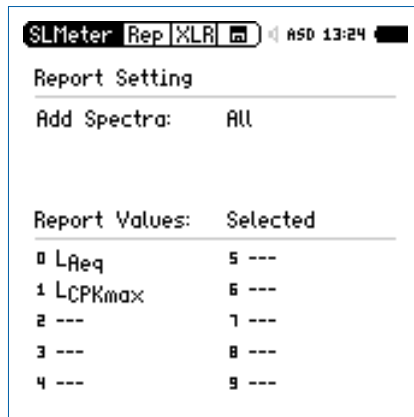 SLMeter Rep XLR ASD 13:24
Report Setting
Add Spectra: All
Report Values: Selected
0 LAeq 5 ---
1 LCPKmax 6 ---
2 --- 7 ---
3 --- 8 ---
4 --- 9 ---